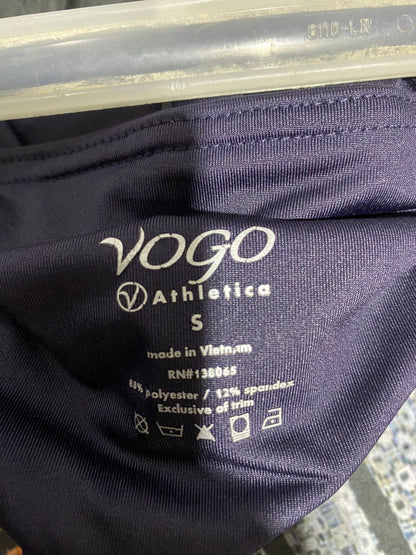 VOGO
Athletica
S
made in Vietnam
RN#138065
88% polyester / 12% spandex
Exclusive of trim